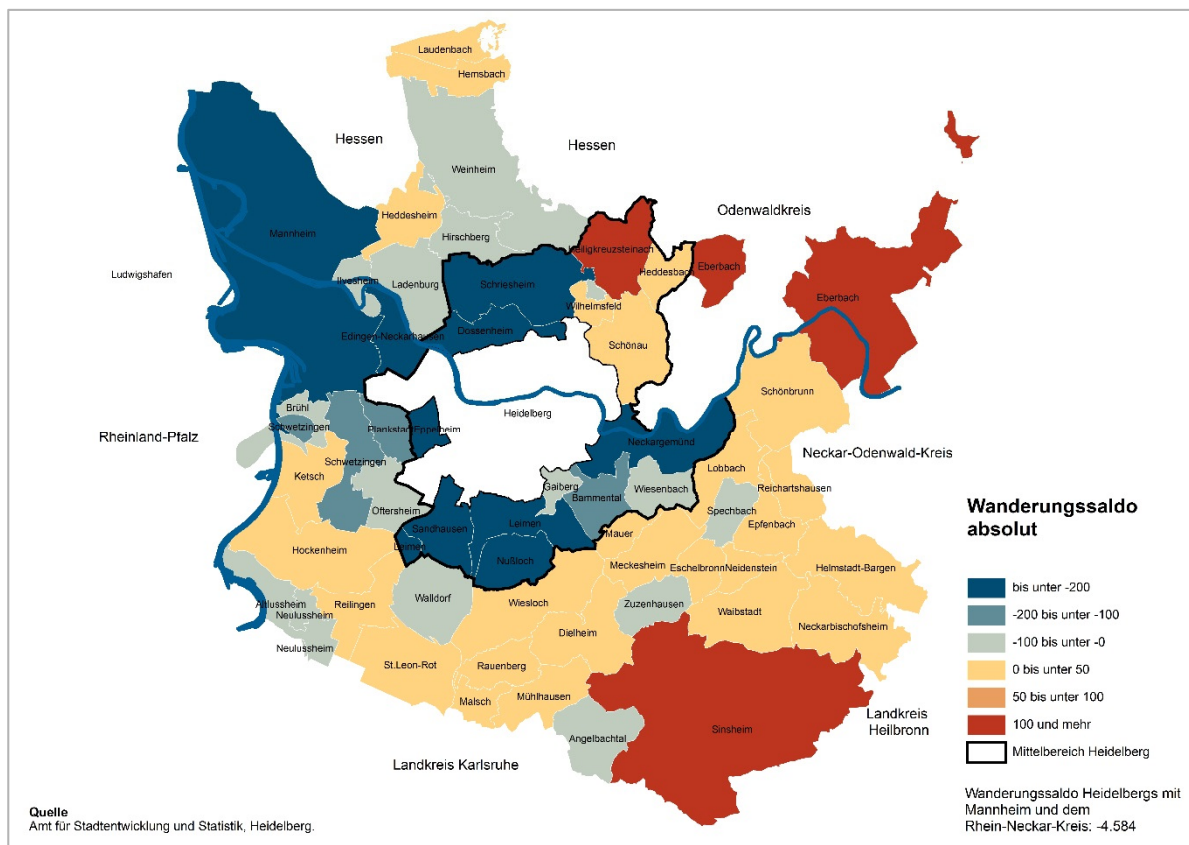 Laudenbach
Hemsbach
Hessen
Hessen
Weinheim
Odenwaldkreis
Heddesheim
Mannheim
Hirschberg
Heiligkreuzsteinach
Heddesbach
Eberbach
Ludwigshafen
Ilvesheim
Ladenburg
Schriesheim
Eberbach
Wilhelmsfeld
Edingen-Neckarhausen
Dossenheim
Schönau
Schönbrunn
Brühl
Heidelberg
Schwetzingen
Plankstadt
Eppelheim
Rheinland-Pfalz
Neckargemünd
Neckar-Odenwald-Kreis
Schwetzingen
Lobbach
Ketsch
Gaiberg
Bammental
Wiesenbach
Reichartshausen
Oftersheim
Spechbach
Epfenbach
Sandhausen
Leimen
Mauer
Leimen
Hockenheim
Nußloch
Meckesheim
Eschelbronn
Neidenstein
Helmstadt-Bargen
Altlussheim
Reilingen
Walldorf
Wiesloch
Zuzenhausen
Waibstadt
Neulussheim
Dielheim
Neckarbischofsheim
Neulussheim
St.Leon-Rot
Rauenberg
Malsch
Mühlhausen
Angelbachtal
Sinsheim
Landkreis
Heilbronn
Landkreis Karlsruhe
Wanderungssaldo
absolut
bis unter -200
-200 bis unter -100
-100 bis unter -0
0 bis unter 50
50 bis unter 100
100 und mehr
Mittelbereich Heidelberg
Wanderungssaldo Heidelbergs mit
Mannheim und dem
Rhein-Neckar-Kreis: -4.584
Quelle
Amt für Stadtentwicklung und Statistik, Heidelberg.